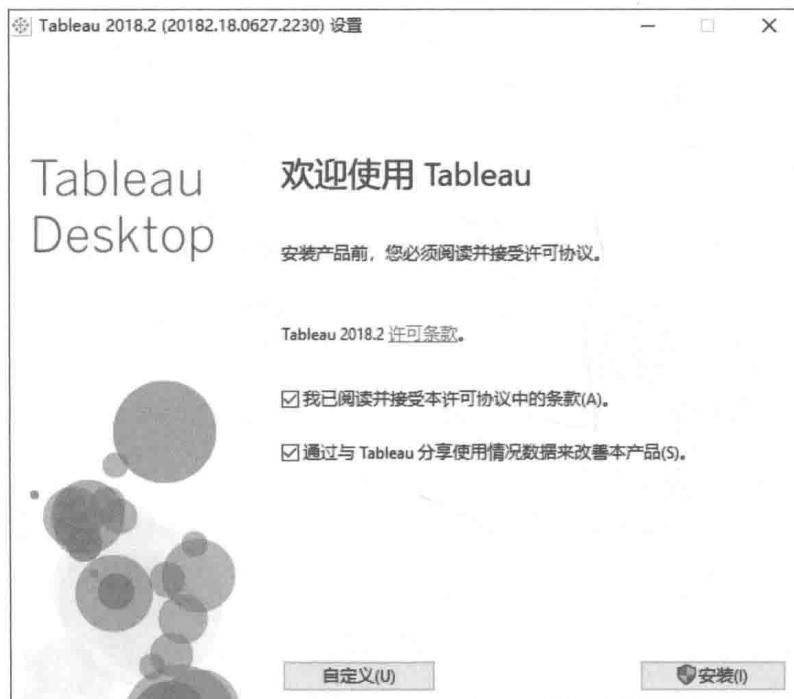 Tableau 2018.2 (20182.18.0627.2230) 设置
Tableau
Desktop
欢迎使用 Tableau
安装产品前，您必须阅读并接受许可协议。
Tableau 2018.2 许可条款。
我已阅读并接受本许可协议中的条款(A)。
通过与 Tableau 分享使用情况数据来改善本产品(S)。
自定义(U)
安装(I)